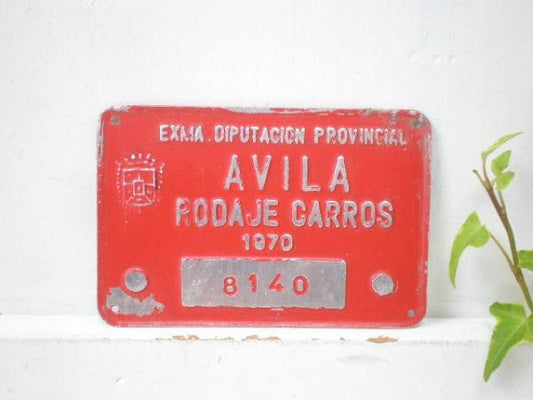 EXMA. DIPUTACION PROVINCIAL
AVILA
RODAJE CARROS
1970
8140